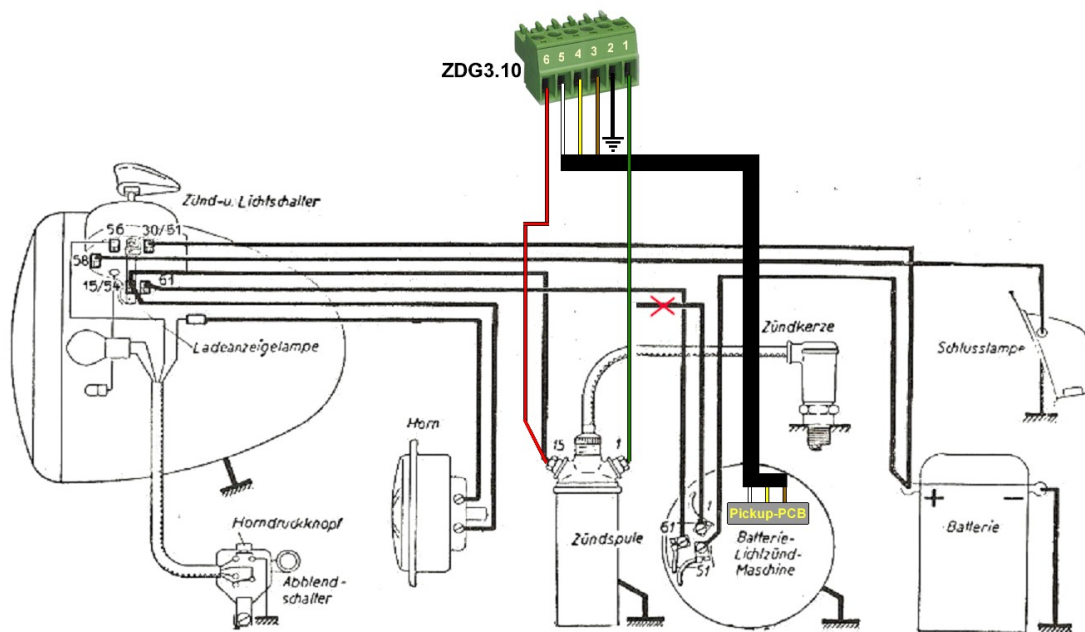 ZDG3.10
6 5 4 3 2 1
Zünd-u. Lichtschalter
56
30/51
58
15/54
61
Ladeanzeigelampe
Zündkerze
Schlusslampe
Horn
15
1
Horndruckknopf
Abblend-
schalter
Zündspule
Pickup-PCB
1
61
51
Batterie-
Lichtzünd-
Maschine
+
−
Batterie